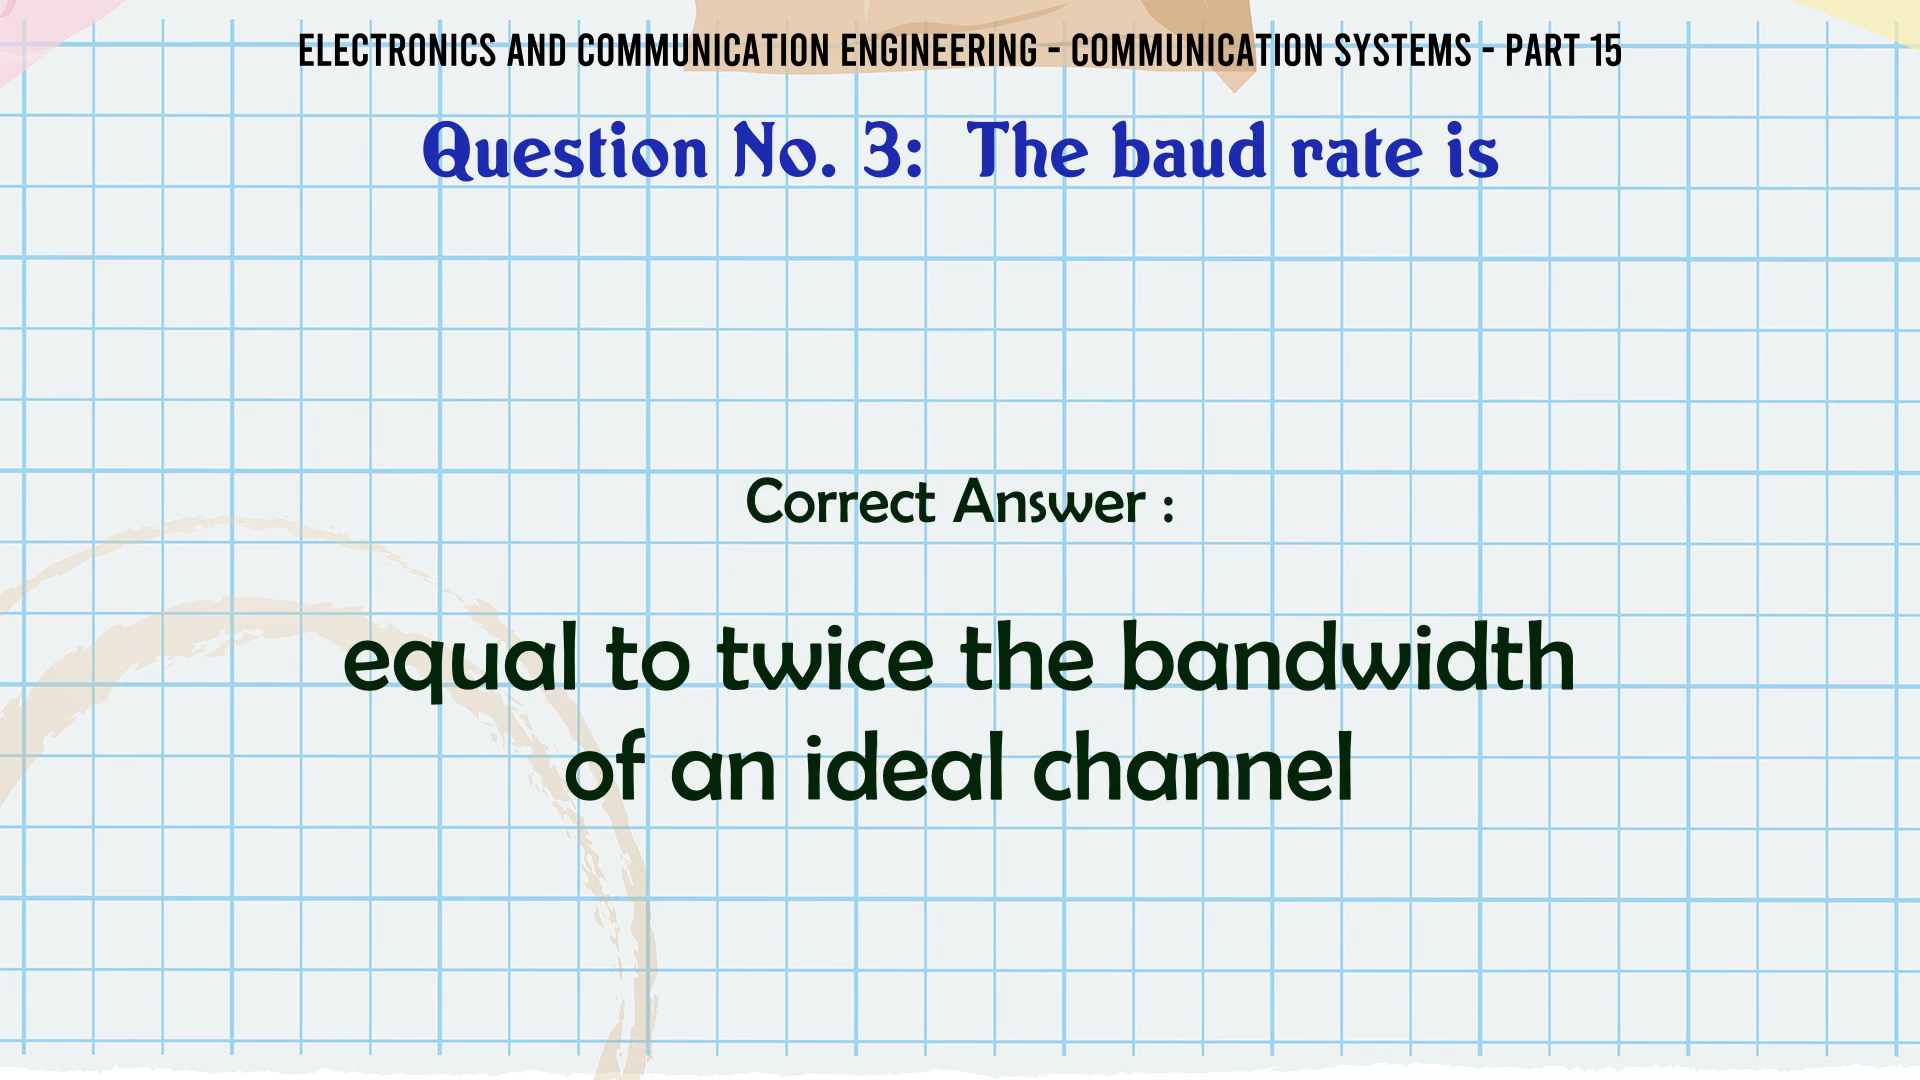 ELECTRONICS AND COMMUNICATION ENGINEERING - COMMUNICATION SYSTEMS - PART 15
Question No. 3: The baud rate is
Correct Answer :
equal to twice the bandwidth
of an ideal channel